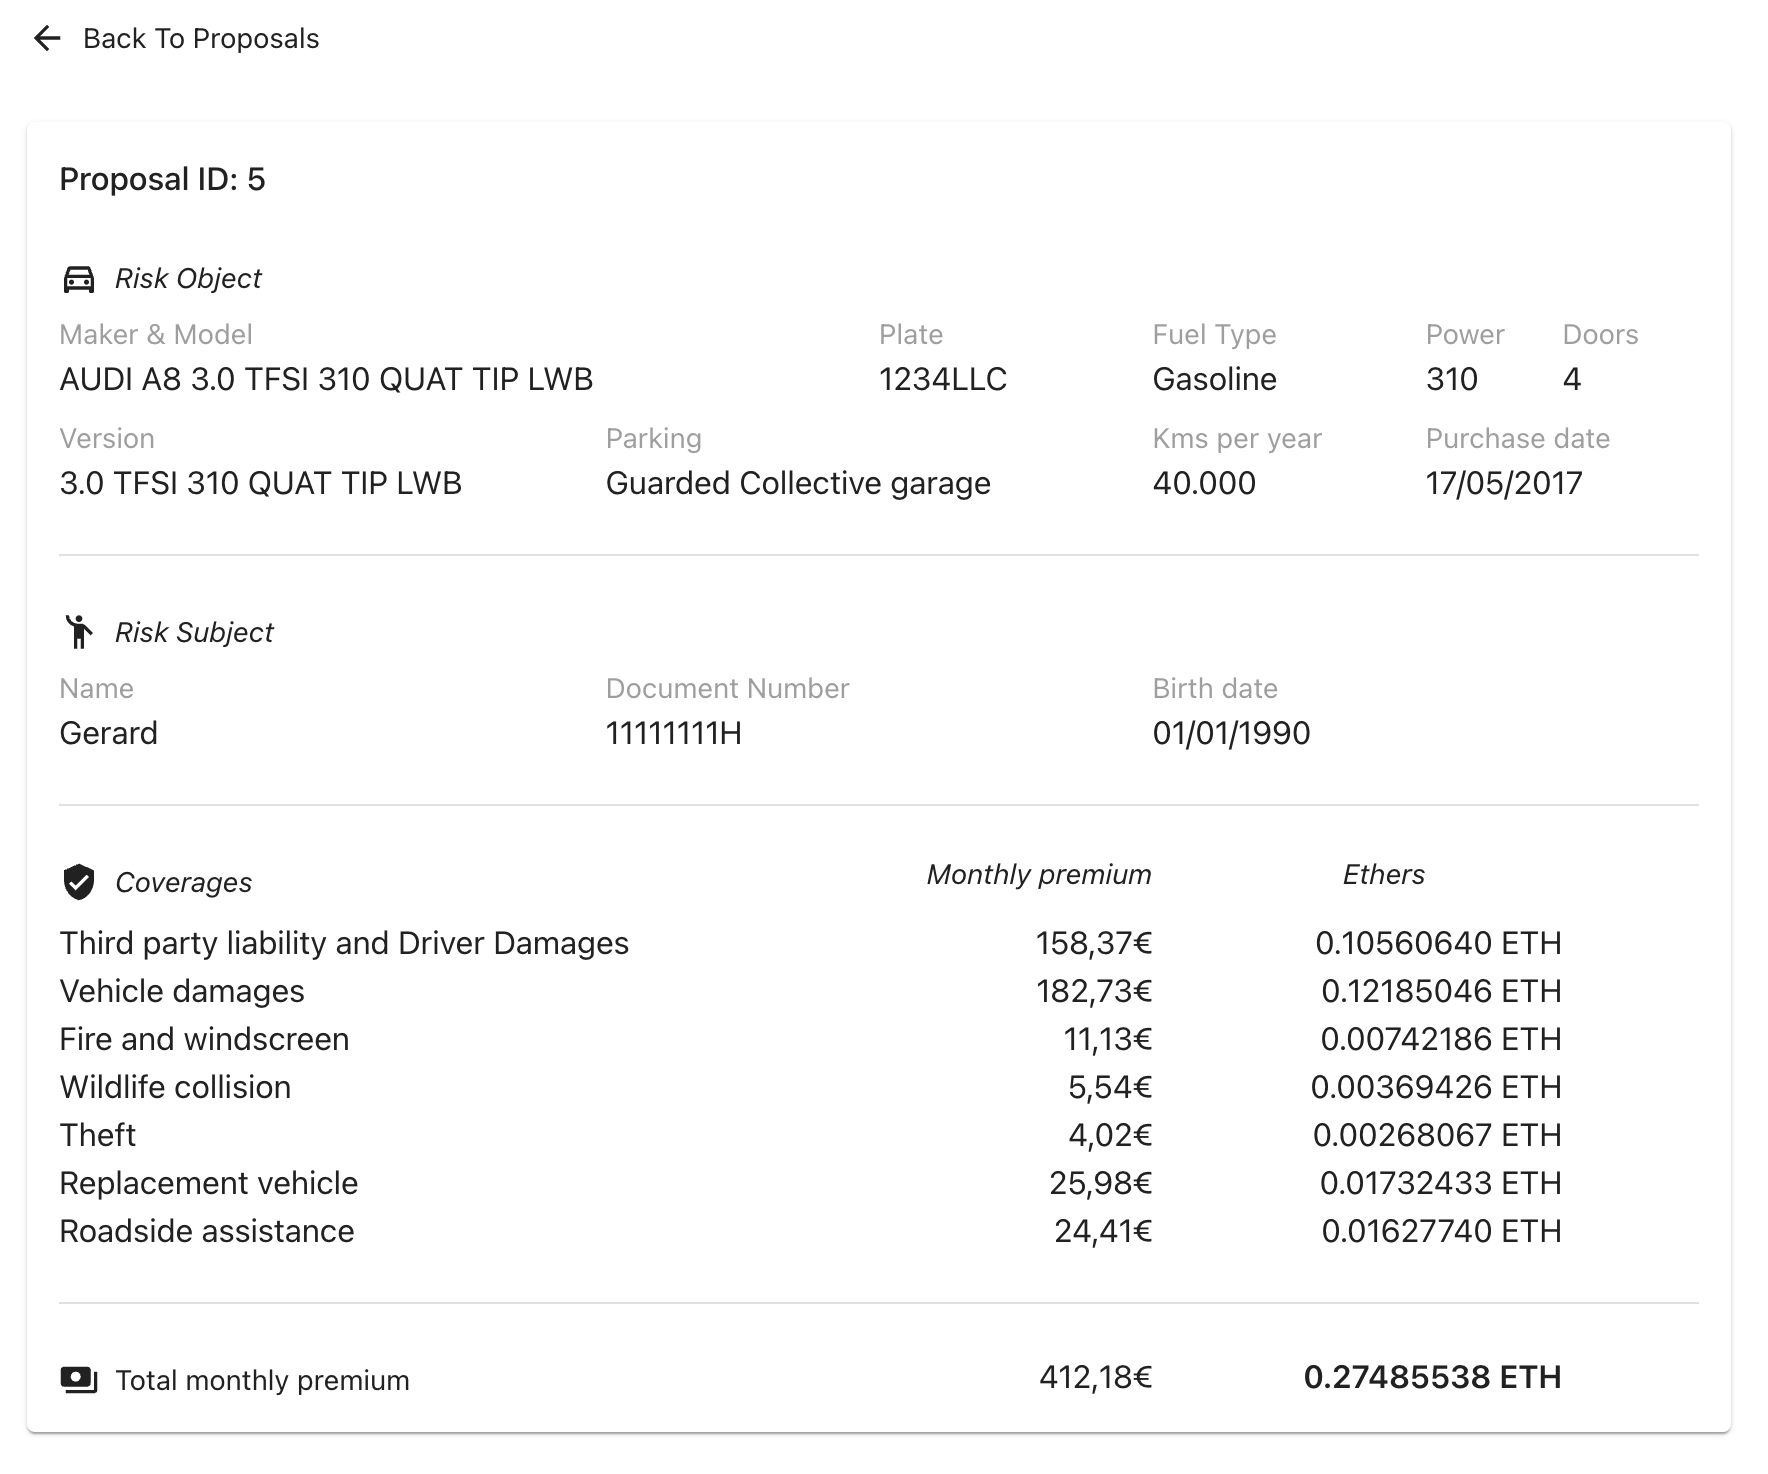 Back To Proposals
Proposal ID: 5
Risk Object
Maker & Model Plate Fuel Type Power Doors
AUDI A8 3.0 TFSI 310 QUAT TIP LWB 1234LLC Gasoline 310 4
Version Parking Kms per year Purchase date
3.0 TFSI 310 QUAT TIP LWB Guarded Collective garage 40.000 17/05/2017
Risk Subject
Name Document Number Birth date
Gerard 11111111H 01/01/1990
Coverages Monthly premium Ethers
Third party liability and Driver Damages 158,37€ 0.10560640 ETH
Vehicle damages 182,73€ 0.12185046 ETH
Fire and windscreen 11,13€ 0.00742186 ETH
Wildlife collision 5,54€ 0.00369426 ETH
Theft 4,02€ 0.00268067 ETH
Replacement vehicle 25,98€ 0.01732433 ETH
Roadside assistance 24,41€ 0.01627740 ETH
Total monthly premium 412,18€ 0.27485538 ETH